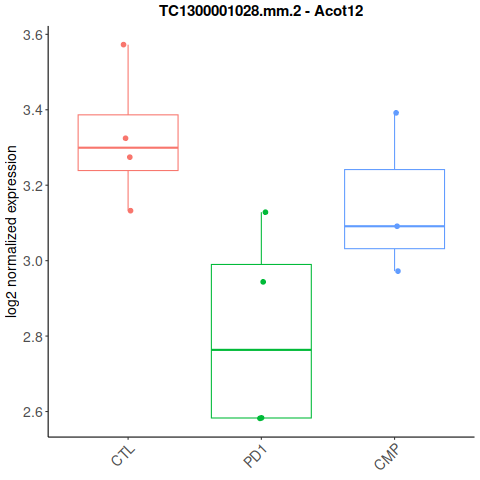 TC1300001028.mm.2 - Acot12
log2 normalized expression
3.6
3.4
3.2
3.0
2.8
2.6
CTL
PD1
CMP